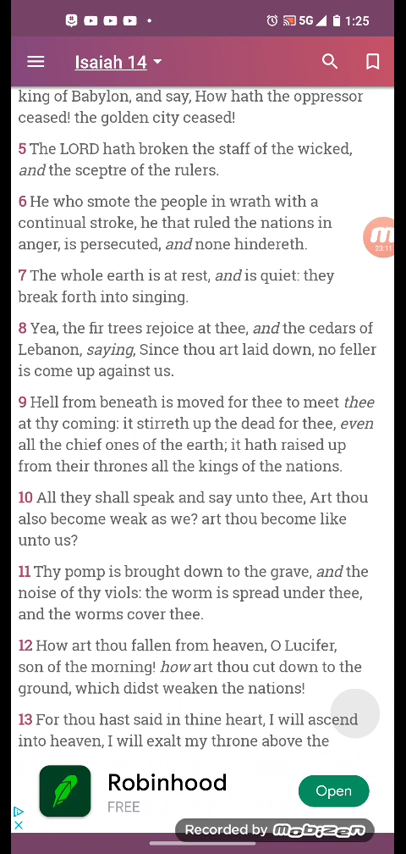 1:25
5G
Isaiah 14
king of Babylon, and say, How hath the oppressor
ceased! the golden city ceased!
5 The LORD hath broken the staff of the wicked,
and the sceptre of the rulers.
6 He who smote the people in wrath with a
continual stroke, he that ruled the nations in
anger, is persecuted, and none hindereth.
7 The whole earth is at rest, and is quiet: they
break forth into singing.
8 Yea, the fir trees rejoice at thee, and the cedars of
Lebanon, saying, Since thou art laid down, no feller
is come up against us.
9 Hell from beneath is moved for thee to meet thee
at thy coming: it stirreth up the dead for thee, even
all the chief ones of the earth; it hath raised up
from their thrones all the kings of the nations.
10 All they shall speak and say unto thee, Art thou
also become weak as we? art thou become like
unto us?
11 Thy pomp is brought down to the grave, and the
noise of thy viols: the worm is spread under thee,
and the worms cover thee.
12 How art thou fallen from heaven, O Lucifer,
son of the morning! how art thou cut down to the
ground, which didst weaken the nations!
13 For thou hast said in thine heart, I will ascend
into heaven, I will exalt my throne above the
23:11
Robinhood
FREE
Open
Recorded by Mobizen